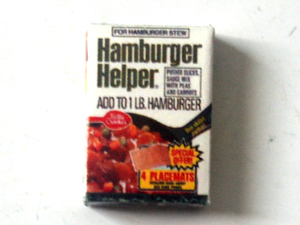 FOR HAMBURGER STEW
Hamburger
Helper
POTATO SLICES,
SAUCE MIX
WITH PEAS
AND CARROTS
ADD TO 1 LB. HAMBURGER
Betty
Crocker
SPECIAL
OFFER!
4 PLACEMATS